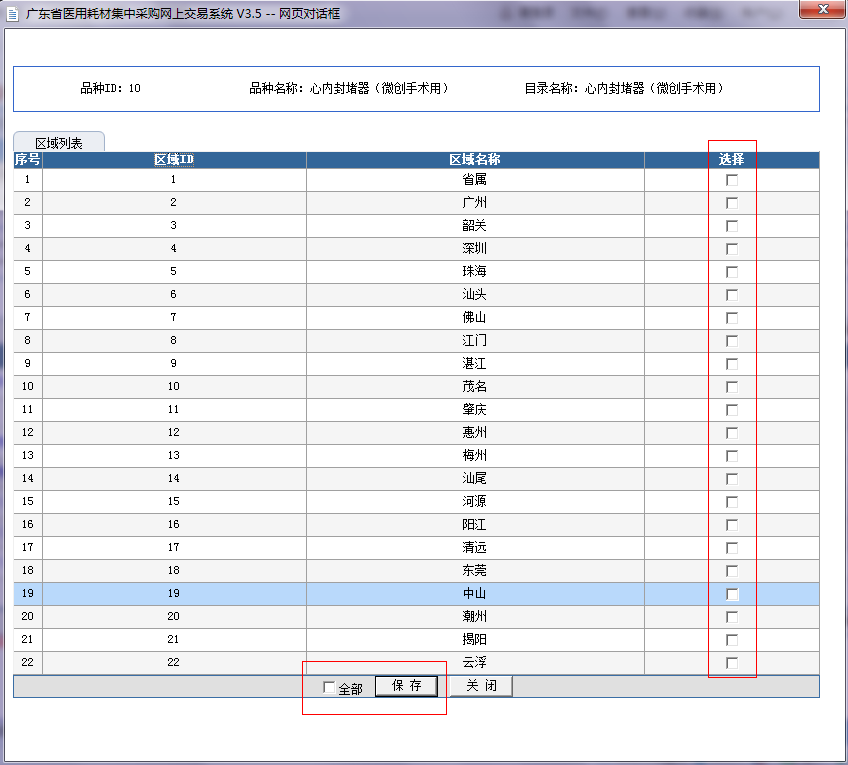 广东省医用耗材集中采购网上交易系统 V3.5 -- 网页对话框
品种ID: 10 品种名称: 心内封堵器（微创手术用） 目录名称: 心内封堵器（微创手术用）
区域列表
序号 区域ID 区域名称 选择
1 1 省属
2 2 广州
3 3 韶关
4 4 深圳
5 5 珠海
6 6 汕头
7 7 佛山
8 8 江门
9 9 湛江
10 10 茂名
11 11 肇庆
12 12 惠州
13 13 梅州
14 14 汕尾
15 15 河源
16 16 阳江
17 17 清远
18 18 东莞
19 19 中山
20 20 潮州
21 21 揭阳
22 22 云浮
全部 保 存 关 闭